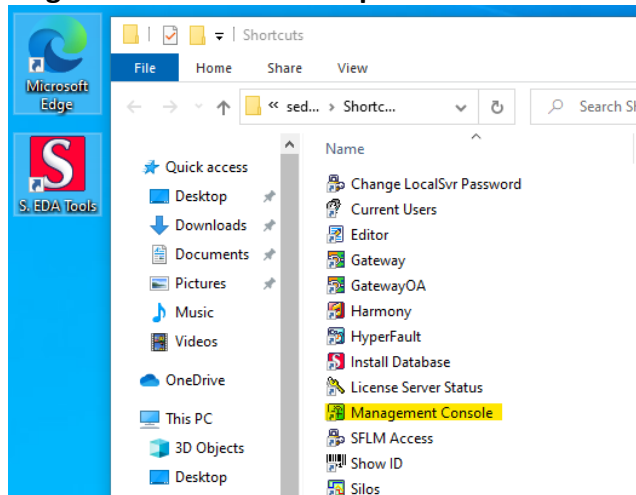 Shortcuts
File Home Share View
Microsoft
Edge
« sed... › Shortc...
Name
Quick access
S. EDA Tools
Desktop
Downloads
Documents
Pictures
Music
Videos
OneDrive
This PC
3D Objects
Desktop
Change LocalSvr Password
Current Users
Editor
Gateway
GatewayOA
Harmony
HyperFault
Install Database
License Server Status
Management Console
SFLM Access
Show ID
Silos
Search